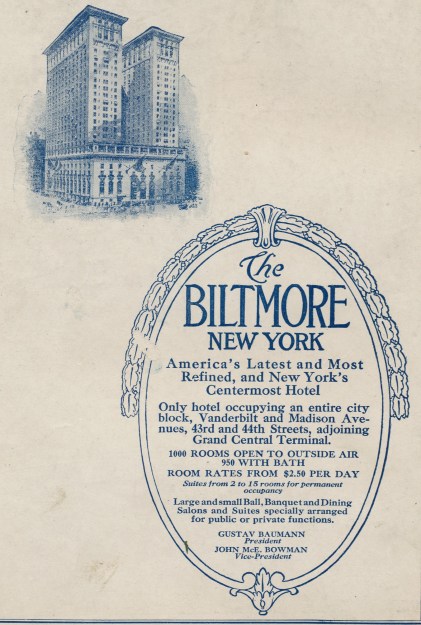 The
BILTMORE
NEW YORK
America's Latest and Most
Refined, and New York's
Centermost Hotel
Only hotel occupying an entire city
block, Vanderbilt and Madison Ave-
nues, 43rd and 44th Streets, adjoining
Grand Central Terminal.
1000 ROOMS OPEN TO OUTSIDE AIR
950 WITH BATH
ROOM RATES FROM $2.50 PER DAY
Suites from 2 to 15 rooms for permanent
occupancy
Large and small Ball, Banquet and Dining
Salons and Suites specially arranged
for public or private functions.
GUSTAV BAUMANN
President
JOHN McE. BOWMAN
Vice-President